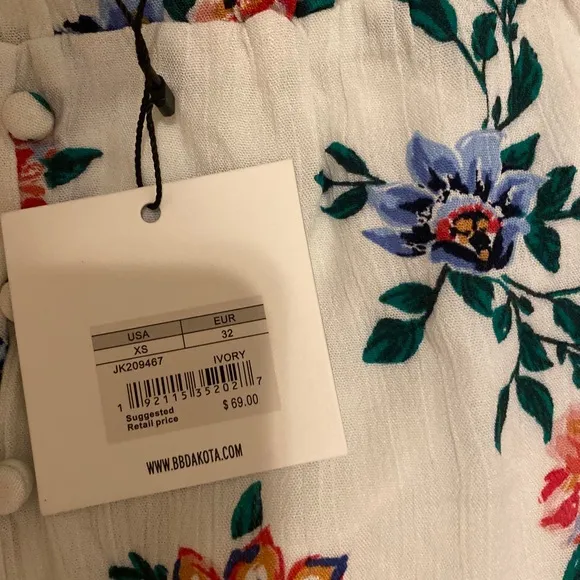 USA EUR
XS 32
JK209467 IVORY
1 92115 35202 7
Suggested
Retail price $ 69.00
WWW.BBDAKOTA.COM